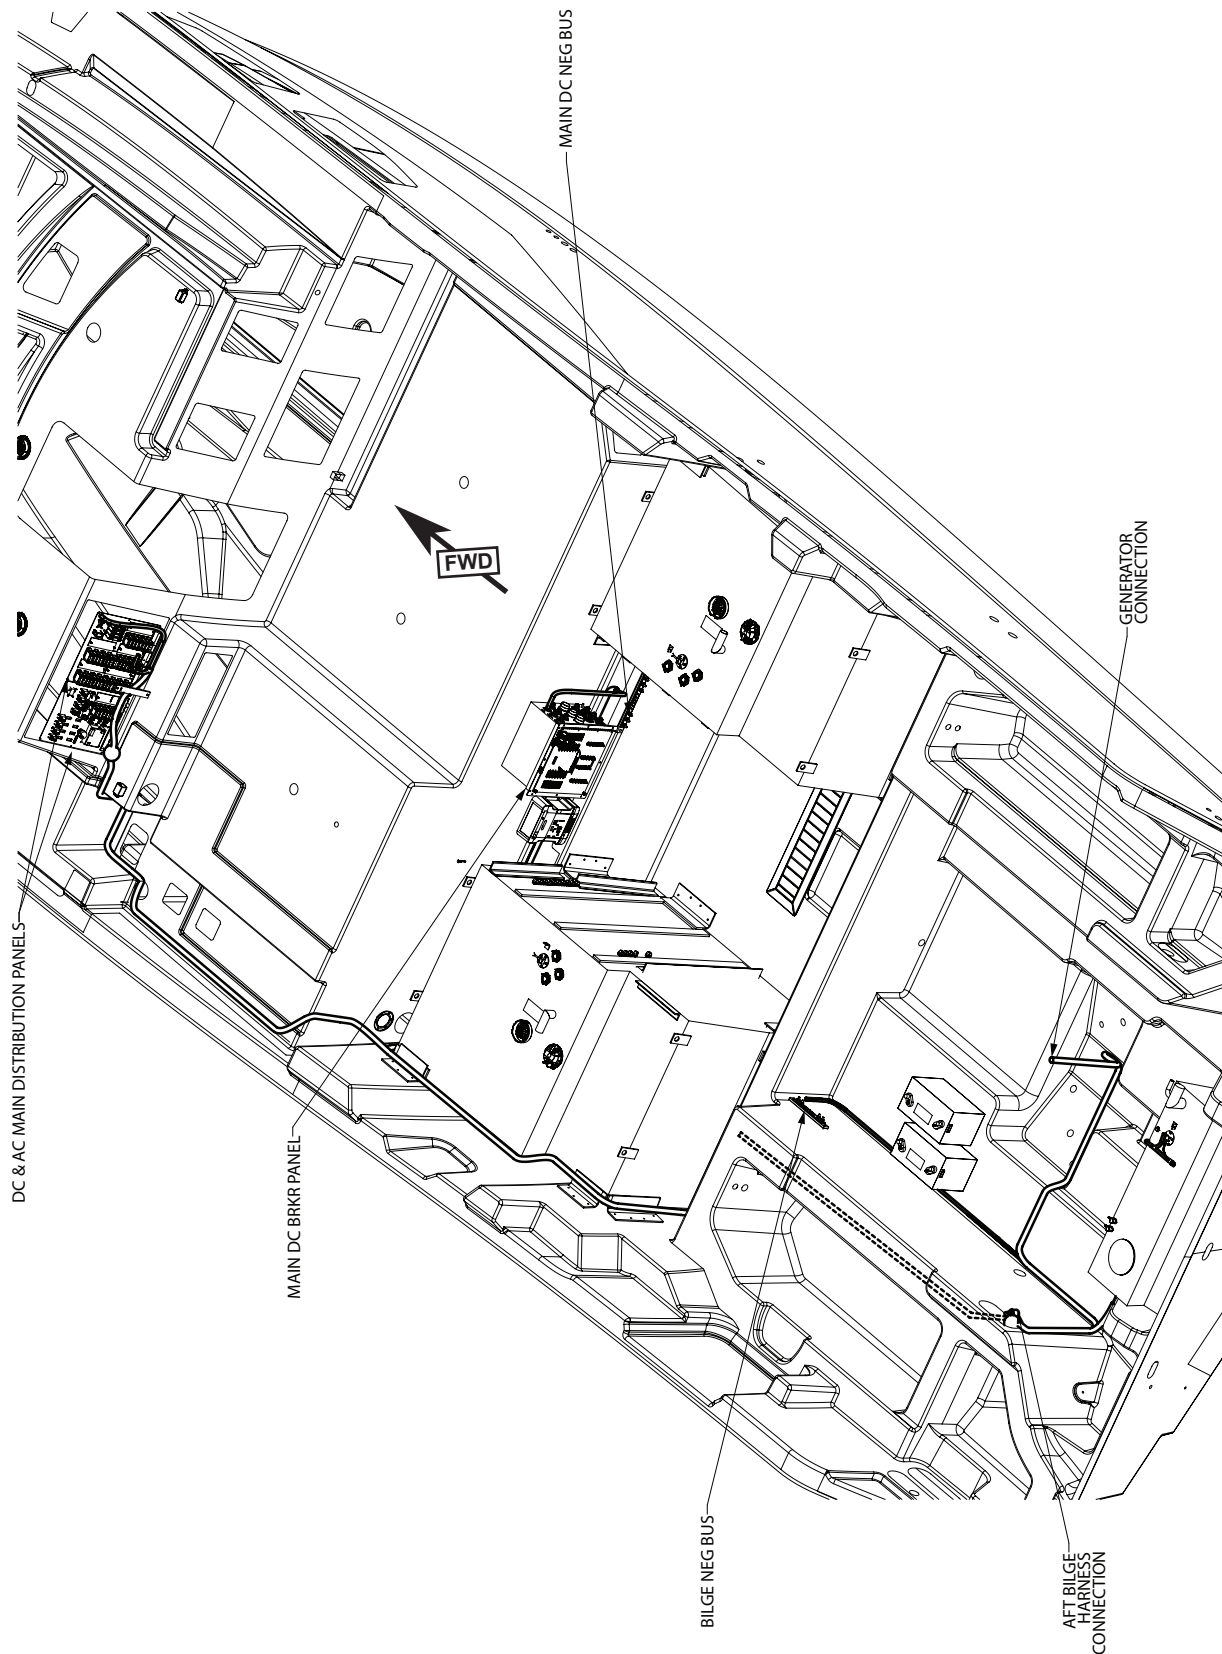 DC & AC MAIN DISTRIBUTION PANELS
MAIN DC BRKR PANEL
MAIN DC NEG BUS
FWD
BILGE NEG BUS
GENERATOR
CONNECTION
AFT BILGE
HARNESS
CONNECTION